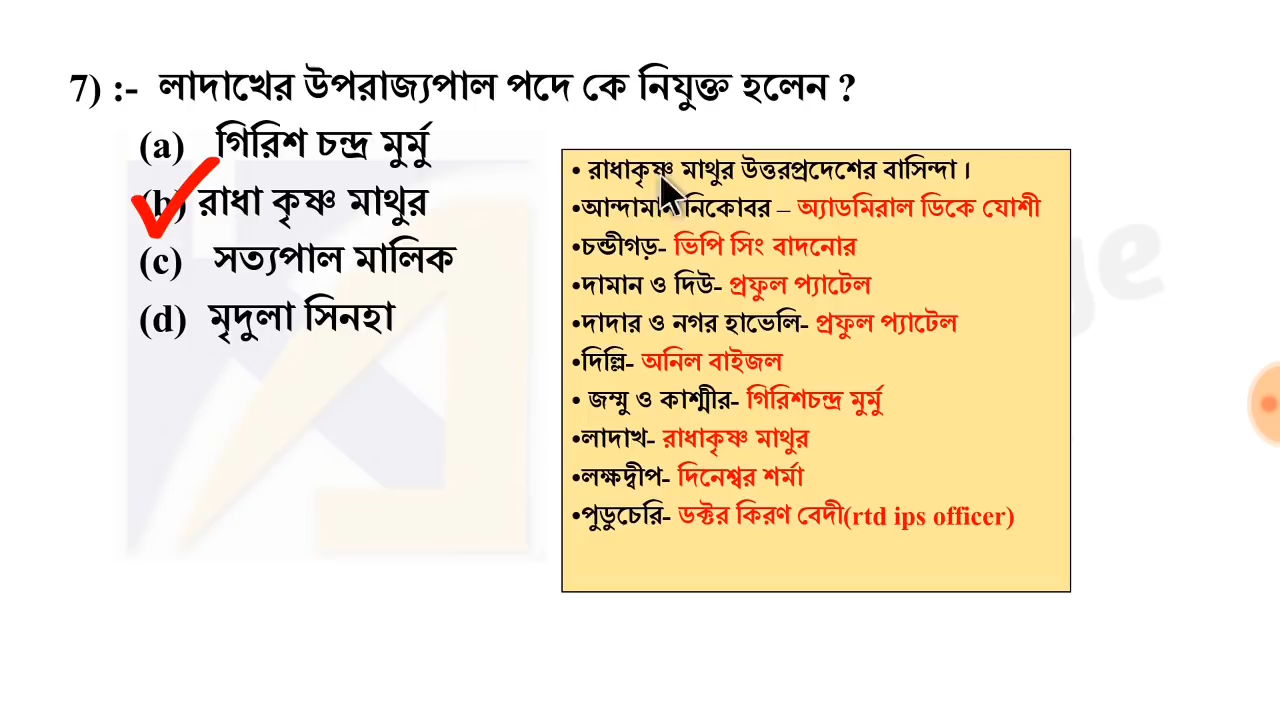 7) :- লাদাখের উপরাজ্যপাল পদে কে নিযুক্ত হলেন ?
(a) গিরিশ চন্দ্র মুর্মু
(b) রাধা কৃষ্ণ মাথুর
(c) সত্যপাল মালিক
(d) মৃদুলা সিনহা
• রাধাকৃষ্ণ মাথুর উত্তরপ্রদেশের বাসিন্দা।
•আন্দামান নিকোবর – অ্যাডমিরাল ডিকে যোশী
•চন্ডীগড়- ভিপি সিং বাদনোর
•দামান ও দিউ- প্রফুল প্যাটেল
•দাদার ও নগর হাভেলি- প্রফুল প্যাটেল
•দিল্লি- অনিল বাইজল
• জম্মু ও কাশ্মীর- গিরিশচন্দ্র মুর্মু
•লাদাখ- রাধাকৃষ্ণ মাথুর
•লক্ষদ্বীপ- দিনেশ্বর শর্মা
•পুডুচেরি- ডক্টর কিরণ বেদী(rtd ips officer)